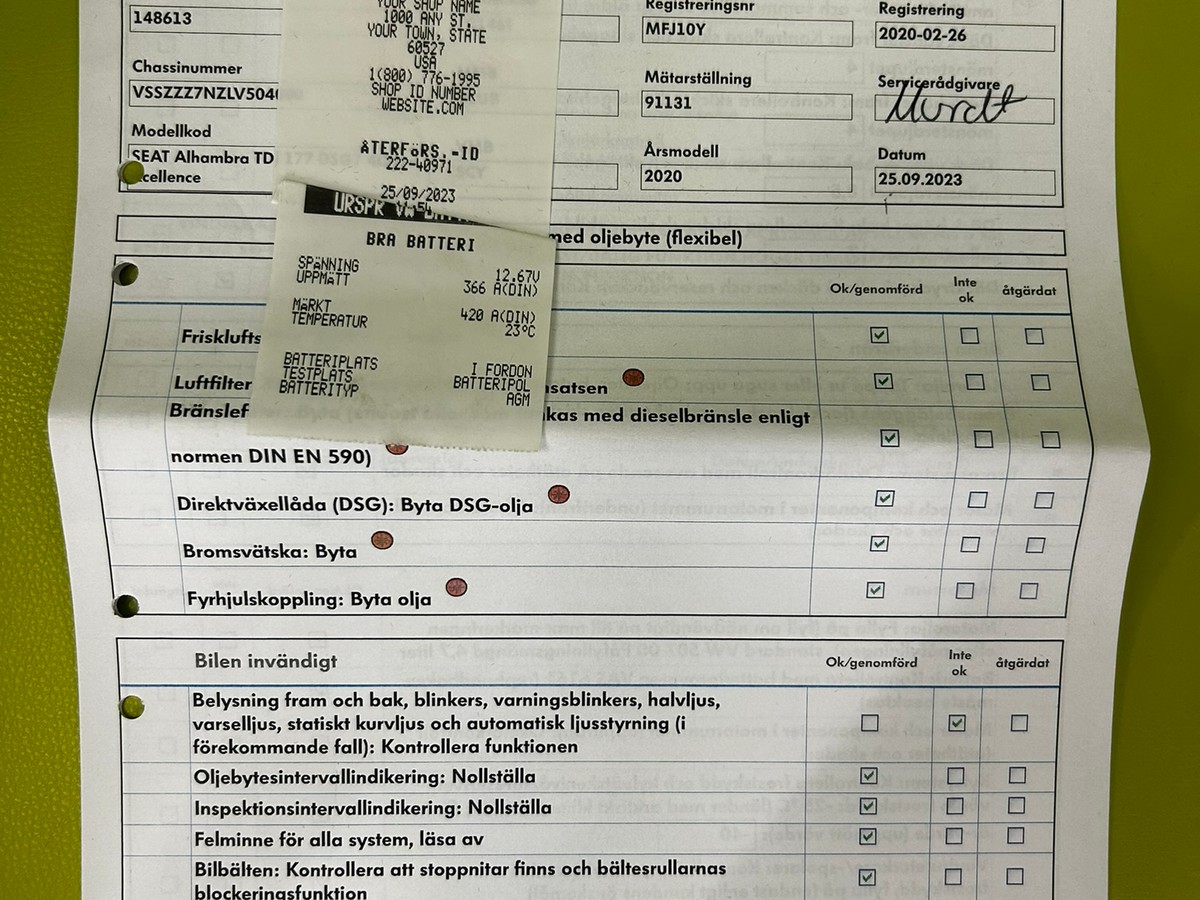 148613
Chassinummer
VSSZZZ7NZLV504
Modellkod
SEAT Alhambra TD
cellence
YOUR SHOP NAME
1000 ANY ST.
YOUR TOWN, STATE
60527
USA
1(800) 776-1995
SHOP ID NUMBER
WEBSITE.COM
ÅTERFöRS.-ID
222-40971
25/09/2023
Registreringsnr
MFJ10Y
Mätarställning
91131
Årsmodell
2020
Registrering
2020-02-26
Servicerådgivare
Datum
25.09.2023
URSPR VW
BRA BATTERI
SPäNNING 12.67V
UPPMäTT 366 A(DIN)
MäRKT 420 A(DIN)
TEMPERATUR 23°C
BATTERIPLATS I FORDON
TESTPLATS BATTERIPOL
BATTERITYP AGM
med oljebyte (flexibel)
Ok/genomförd Inte ok åtgärdat
Frisklufts
Luftfilter nsatsen
Bränslef kas med dieselbränsle enligt
normen DIN EN 590)
Direktväxellåda (DSG): Byta DSG-olja
Bromsvätska: Byta
Fyrhjulskoppling: Byta olja
Bilen invändigt Ok/genomförd Inte ok åtgärdat
Belysning fram och bak, blinkers, varningsblinkers, halvljus,
varselljus, statiskt kurvljus och automatisk ljusstyrning (i
förekommande fall): Kontrollera funktionen
Oljebytesintervallindikering: Nollställa
Inspektionsintervallindikering: Nollställa
Felminne för alla system, läsa av
Bilbälten: Kontrollera att stoppnitar finns och bältesrullarnas
blockeringsfunktion